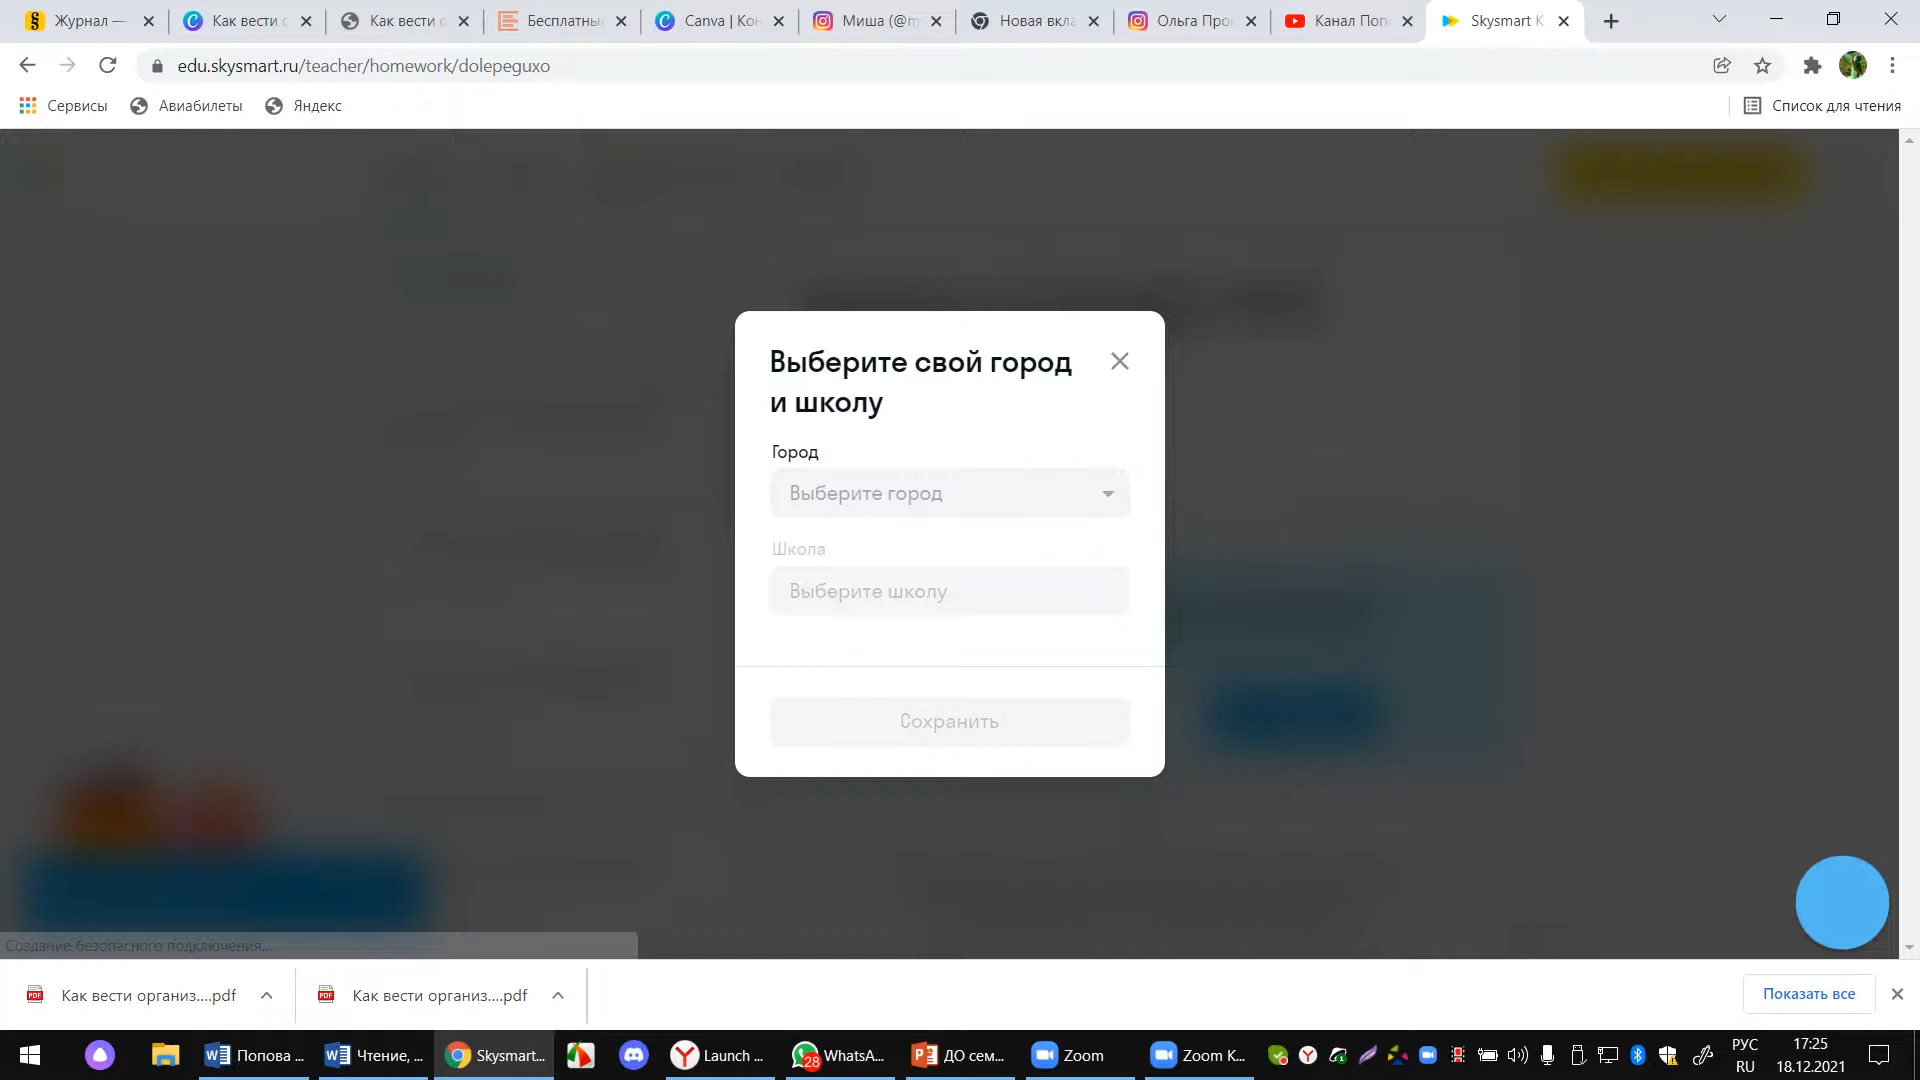 Журнал —
Как вести о
Как вести о
Бесплатны
Canva | Ко
Миша (@m
Новая вкла
Ольга Про
Канал Поп
Skysmart К
edu.skysmart.ru/teacher/homework/dolepeguxo
Сервисы
Авиабилеты
Яндекс
Список для чтения
Выберите свой город
и школу
Город
Выберите город
Школа
Выберите школу
Сохранить
Создание безопасного подключения...
Как вести организ....pdf
Как вести организ....pdf
Показать все
Попова ...
Чтение, ...
Skysmart...
Launch ...
28
WhatsA...
ДО сем...
Zoom
Zoom К...
РУС
RU
17:25
18.12.2021